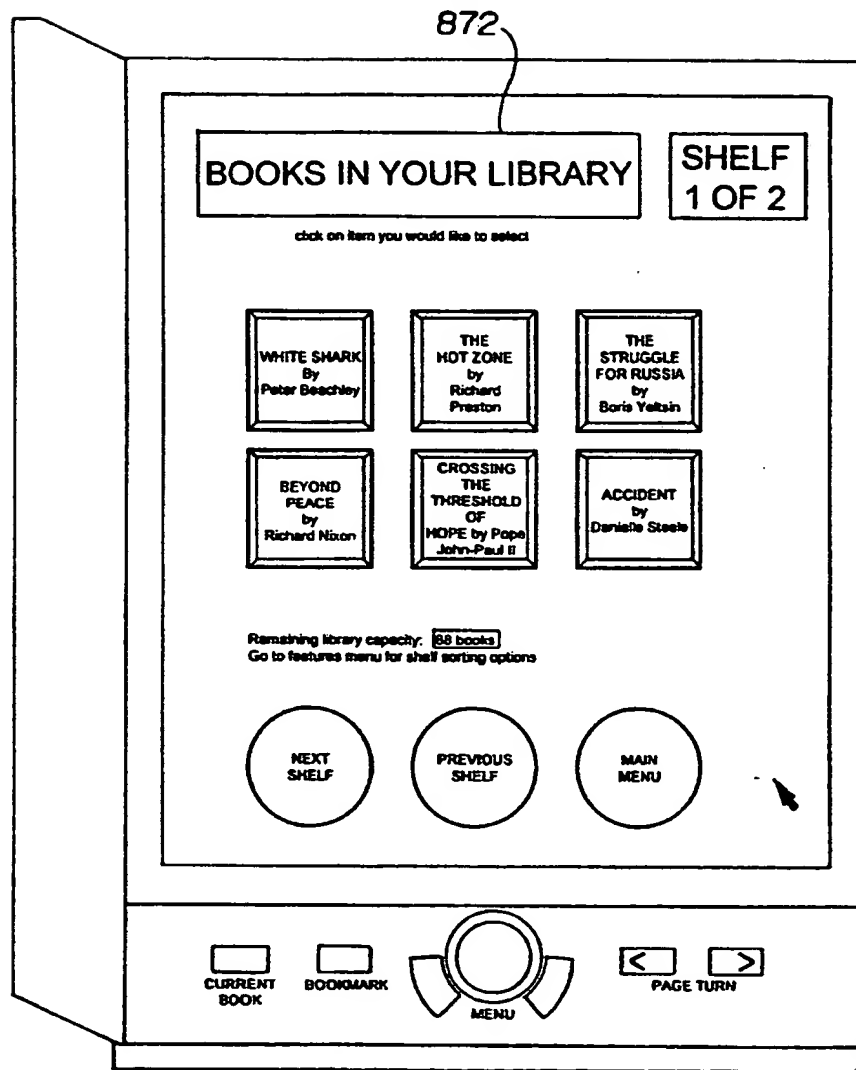 872
BOOKS IN YOUR LIBRARY
SHELF
1 OF 2
click on item you would like to select
WHITE SHARK
By
Peter Beachley
THE
HOT ZONE
by
Richard
Preston
THE
STRUGGLE
FOR RUSSIA
by
Boris Yeltsin
BEYOND
PEACE
by
Richard Nixon
CROSSING
THE
THRESHOLD
OF
HOPE by Pope
John-Paul II
ACCIDENT
by
Danielle Steele
Remaining library capacity: 88 books
Go to features menu for shelf sorting options
NEXT
SHELF
PREVIOUS
SHELF
MAIN
MENU
CURRENT
BOOK
BOOKMARK
MENU
< >
PAGE TURN